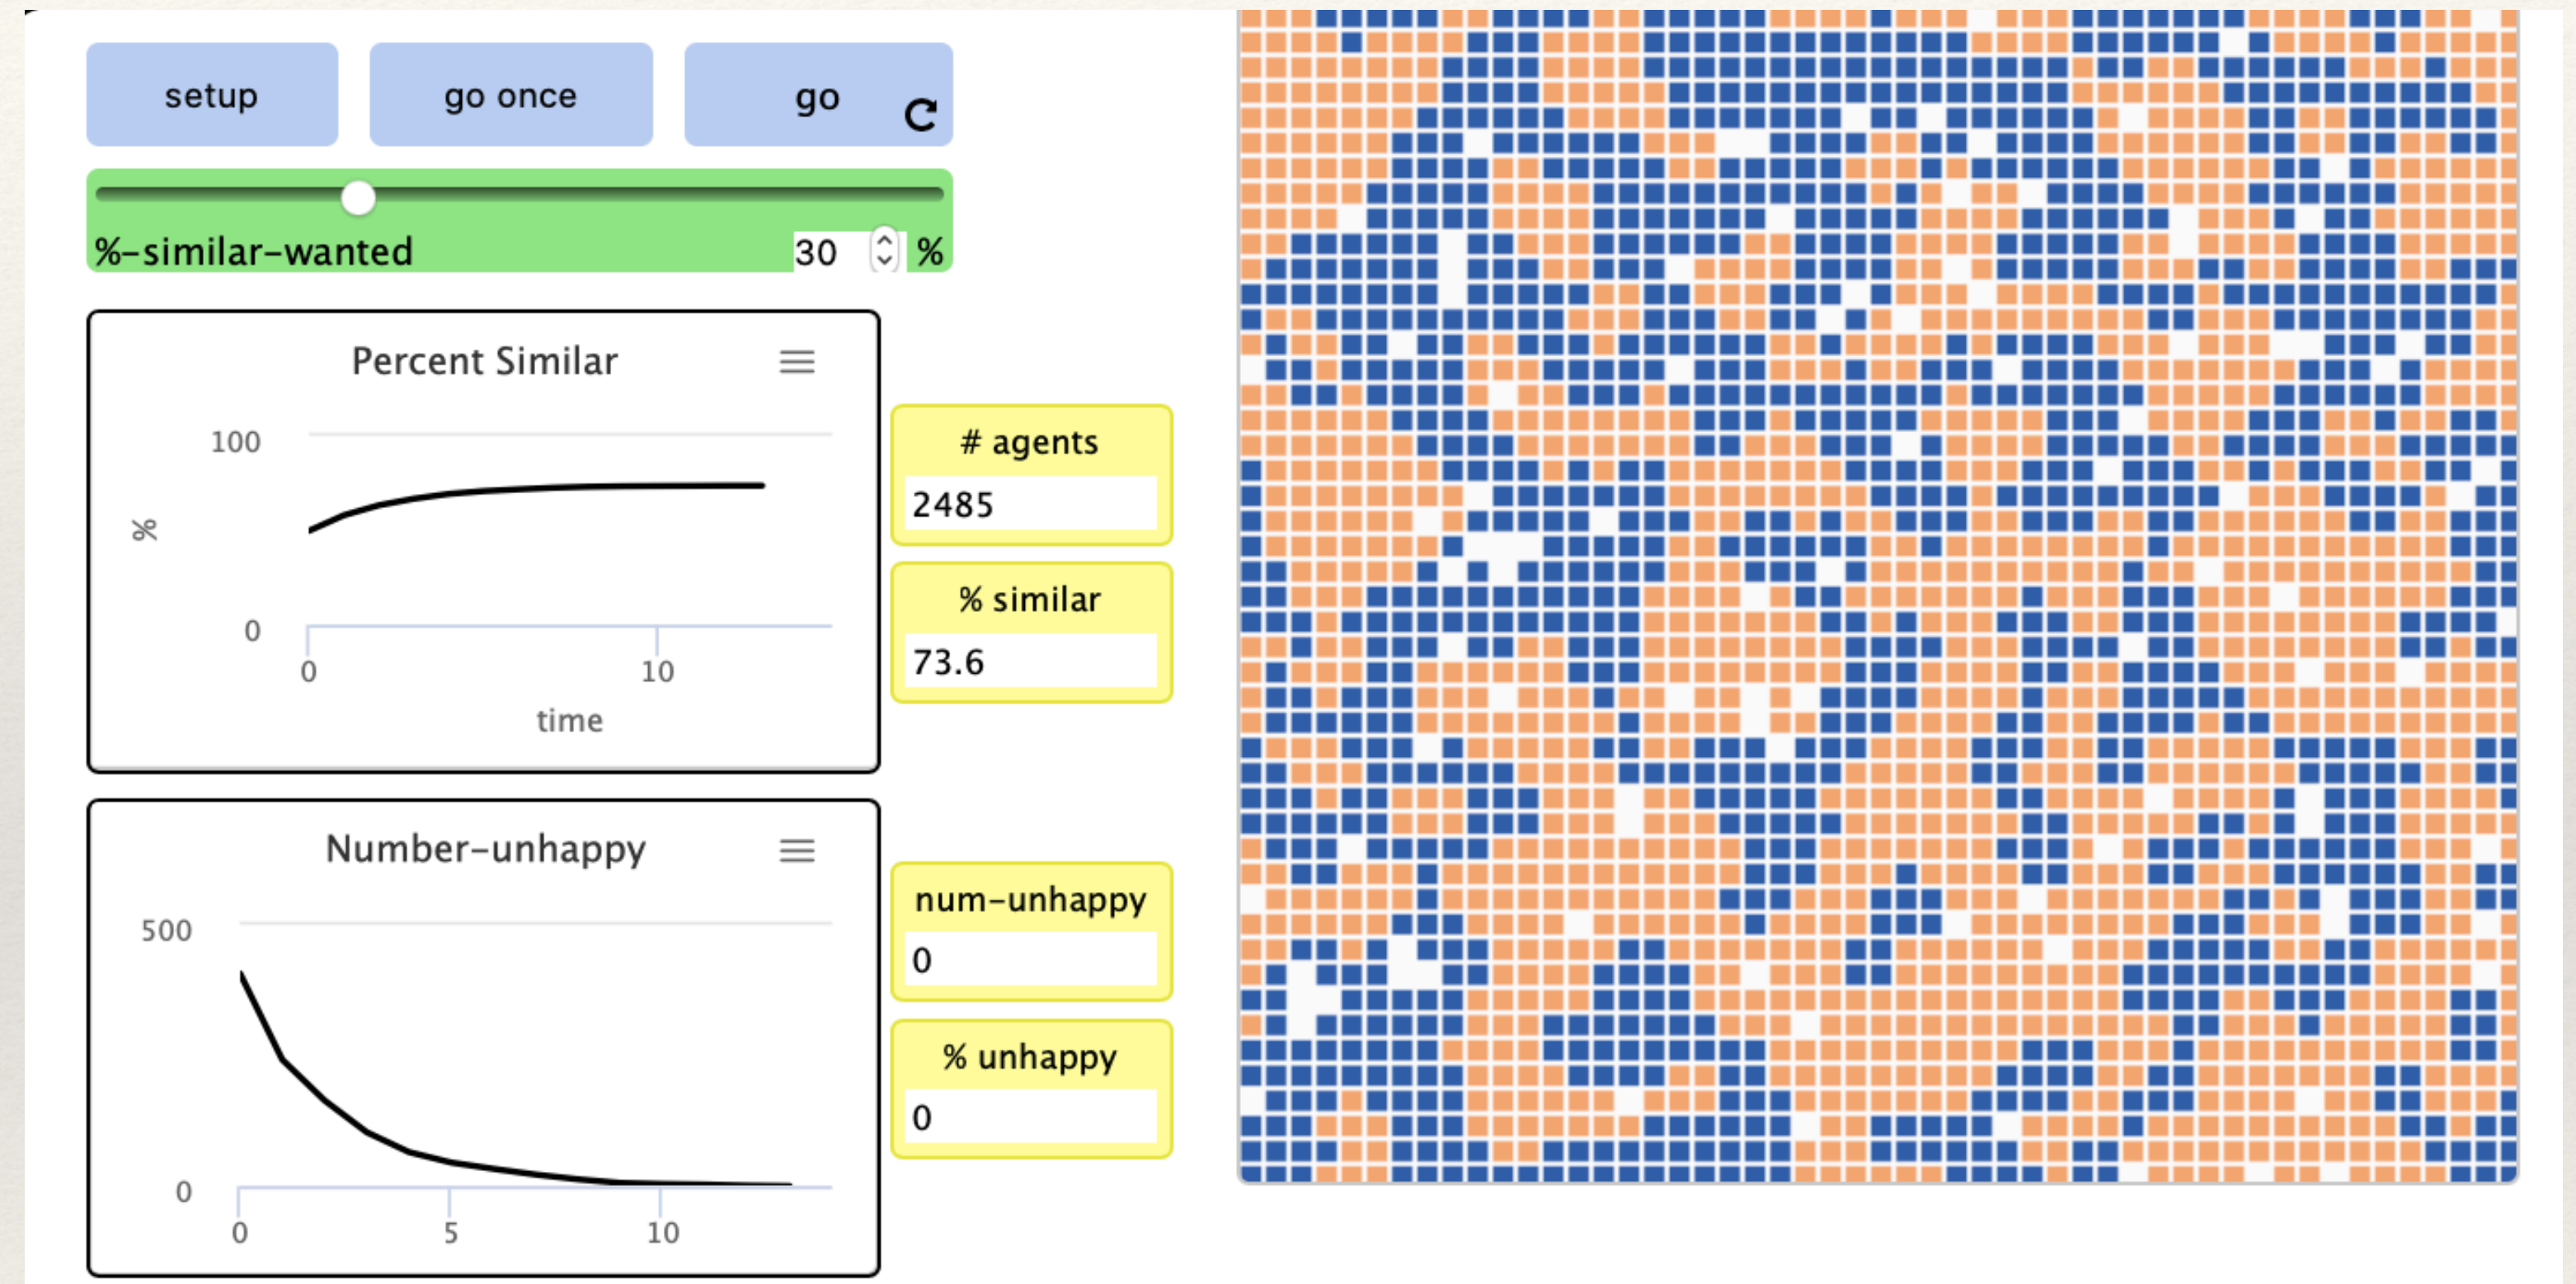 setup
go once
go
%-similar-wanted
30 %
Percent Similar
100
%
0
0 10
time
# agents
2485
% similar
73.6
Number-unhappy
500
0
0 5 10
num-unhappy
0
% unhappy
0